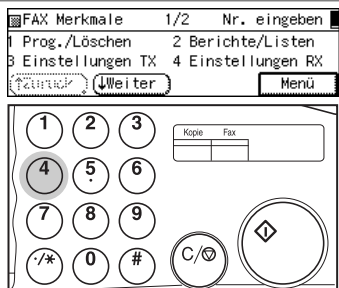 FAX Merkmale 1/2 Nr. eingeben
1 Prog./Löschen 2 Berichte/Listen
3 Einstellungen TX 4 Einstellungen RX
(↑Zurück) (↓Weiter) Menü
1 2 3
Kopie Fax
4 5 6
7 8 9
·/* 0 # C/